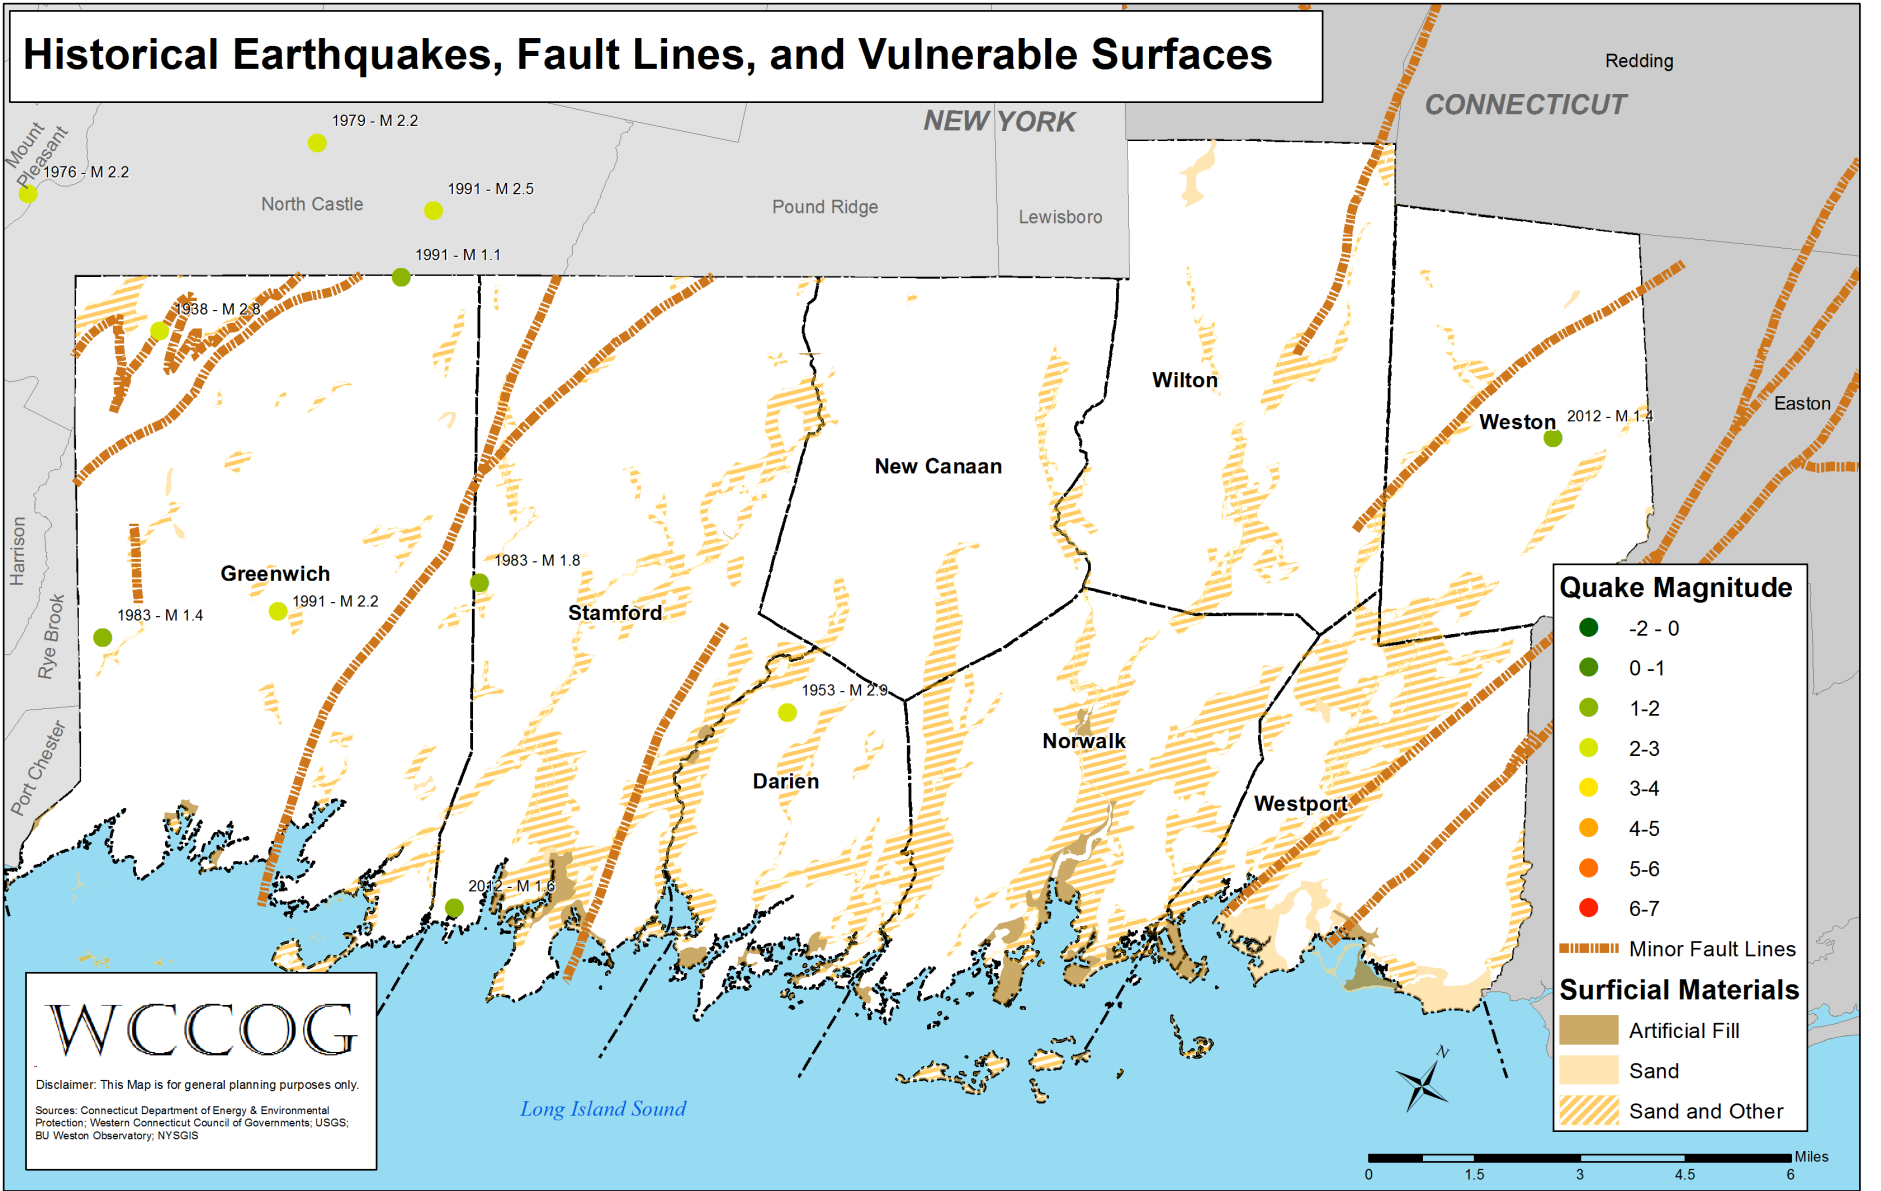 Historical Earthquakes, Fault Lines, and Vulnerable Surfaces
Redding
CONNECTICUT
NEW YORK
1979 - M 2.2
Mount
Pleasant
1976 - M 2.2
1991 - M 2.5
North Castle
Pound Ridge
Lewisboro
1991 - M 1.1
1938 - M 2.8
Wilton
Easton
Weston
2012 - M 1.4
New Canaan
Harrison
1983 - M 1.8
Greenwich
1991 - M 2.2
Stamford
1983 - M 1.4
Rye Brook
1953 - M 2.9
Norwalk
Port Chester
Darien
Westport
2012 - M 1.6
Quake Magnitude
-2 - 0
0 -1
1-2
2-3
3-4
4-5
5-6
6-7
Minor Fault Lines
Surficial Materials
Artificial Fill
Sand
Sand and Other
WCCOG
Disclaimer: This Map is for general planning purposes only.
Sources: Connecticut Department of Energy & Environmental
Protection; Western Connecticut Council of Governments; USGS;
BU Weston Observatory; NYSGIS
Long Island Sound
N
Miles
0 1.5 3 4.5 6